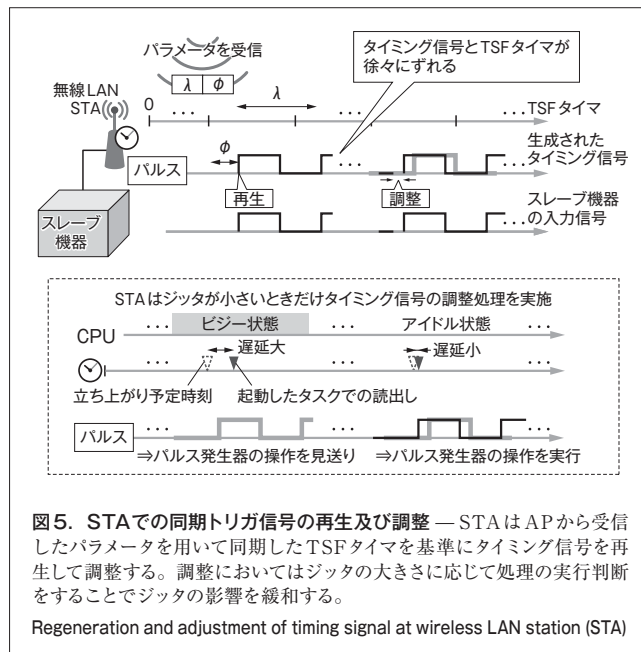 パラメータを受信
タイミング信号とTSFタイマが
徐々にずれる
無線LAN
STA
λ φ
0
... λ ... ...
TSFタイマ
φ
生成された
タイミング信号
パルス
... ...
再生
調整
スレーブ機器
の入力信号
... ...
スレーブ
機器
STAはジッタが小さいときだけタイミング信号の調整処理を実施
CPU
... ビジー状態 ... アイドル状態 ...
... 遅延大 ... 遅延小 ...
立ち上がり予定時刻
起動したタスクでの読出し
パルス
... ... ...
⇒パルス発生器の操作を見送り
⇒パルス発生器の操作を実行
図5. STAでの同期トリガ信号の再生及び調整 — STAはAPから受信
したパラメータを用いて同期したTSFタイマを基準にタイミング信号を再
生して調整する。調整においてはジッタの大きさに応じて処理の実行判断
をすることでジッタの影響を緩和する。
Regeneration and adjustment of timing signal at wireless LAN station (STA)